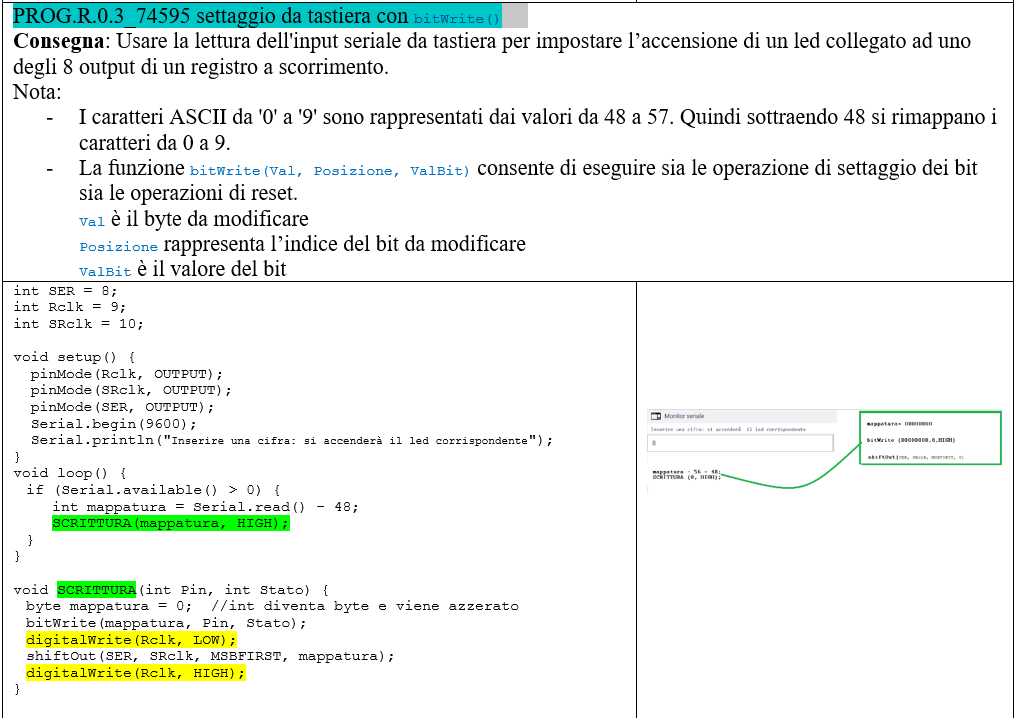 PROG.R.0.3_74595 settaggio da tastiera con bitWrite()
Consegna: Usare la lettura dell'input seriale da tastiera per impostare l’accensione di un led collegato ad uno
degli 8 output di un registro a scorrimento.
Nota:
- I caratteri ASCII da '0' a '9' sono rappresentati dai valori da 48 a 57. Quindi sottraendo 48 si rimappano i
caratteri da 0 a 9.
- La funzione bitWrite(Val, Posizione, ValBit) consente di eseguire sia le operazione di settaggio dei bit
sia le operazioni di reset.
Val è il byte da modificare
Posizione rappresenta l’indice del bit da modificare
ValBit è il valore del bit
int SER = 8;
int Rclk = 9;
int SRclk = 10;
void setup() {
pinMode(Rclk, OUTPUT);
pinMode(SRclk, OUTPUT);
pinMode(SER, OUTPUT);
Serial.begin(9600);
Serial.println("Inserire una cifra: si accenderà il led corrispondente");
}
void loop() {
if (Serial.available() > 0) {
int mappatura = Serial.read() - 48;
SCRITTURA(mappatura, HIGH);
}
}
void SCRITTURA(int Pin, int Stato) {
byte mappatura = 0;  //int diventa byte e viene azzerato
bitWrite(mappatura, Pin, Stato);
digitalWrite(Rclk, LOW);
shiftOut(SER, SRclk, MSBFIRST, mappatura);
digitalWrite(Rclk, HIGH);
}
Monitor seriale
Inserire una cifra: si accenderà il led corrispondente
8
mappatura = 56 - 48;
SCRITTURA (8, HIGH);
mappatura= 00000000
bitWrite (00000000,8,HIGH)
shiftOut(SER, SRclk, MSBFIRST, 8)